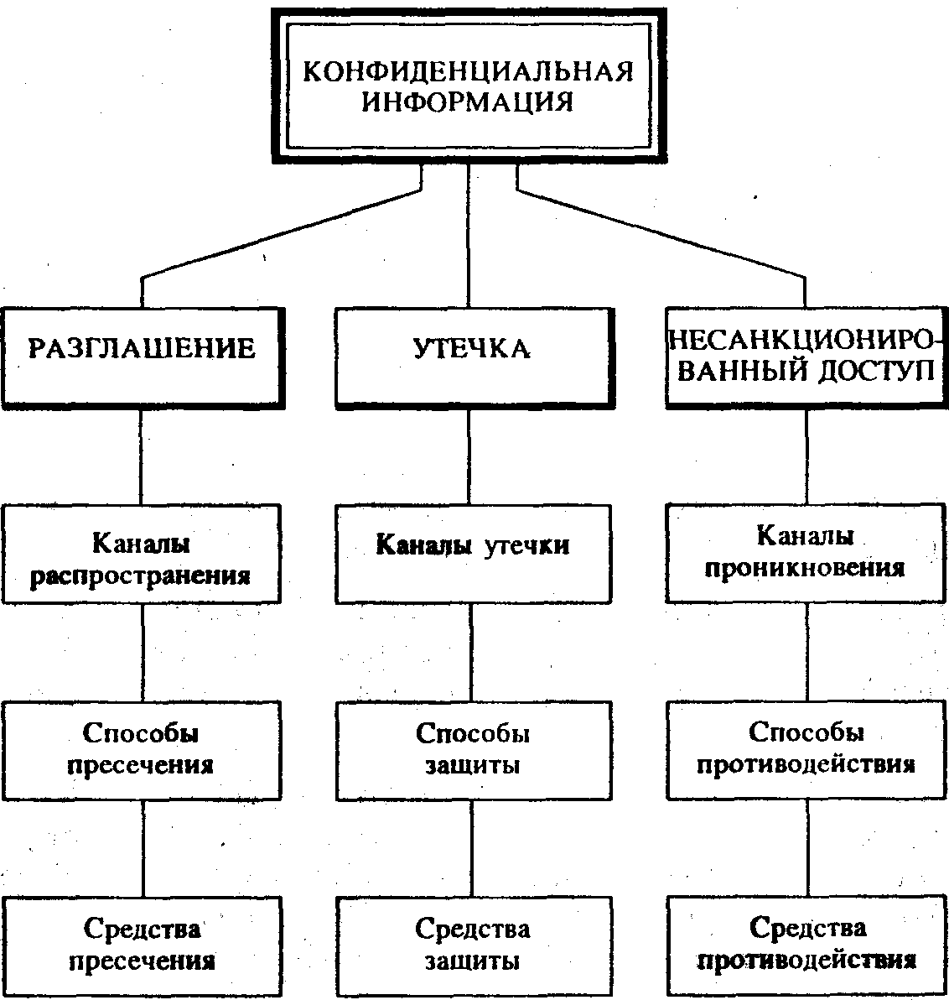 КОНФИДЕНЦИАЛЬНАЯ
ИНФОРМАЦИЯ
РАЗГЛАШЕНИЕ
УТЕЧКА
НЕСАНКЦИОНИРО-
ВАННЫЙ ДОСТУП
Каналы
распространения
Каналы утечки
Каналы
проникновения
Способы
пресечения
Способы
защиты
Способы
противодействия
Средства
пресечения
Средства
защиты
Средства
противодействия